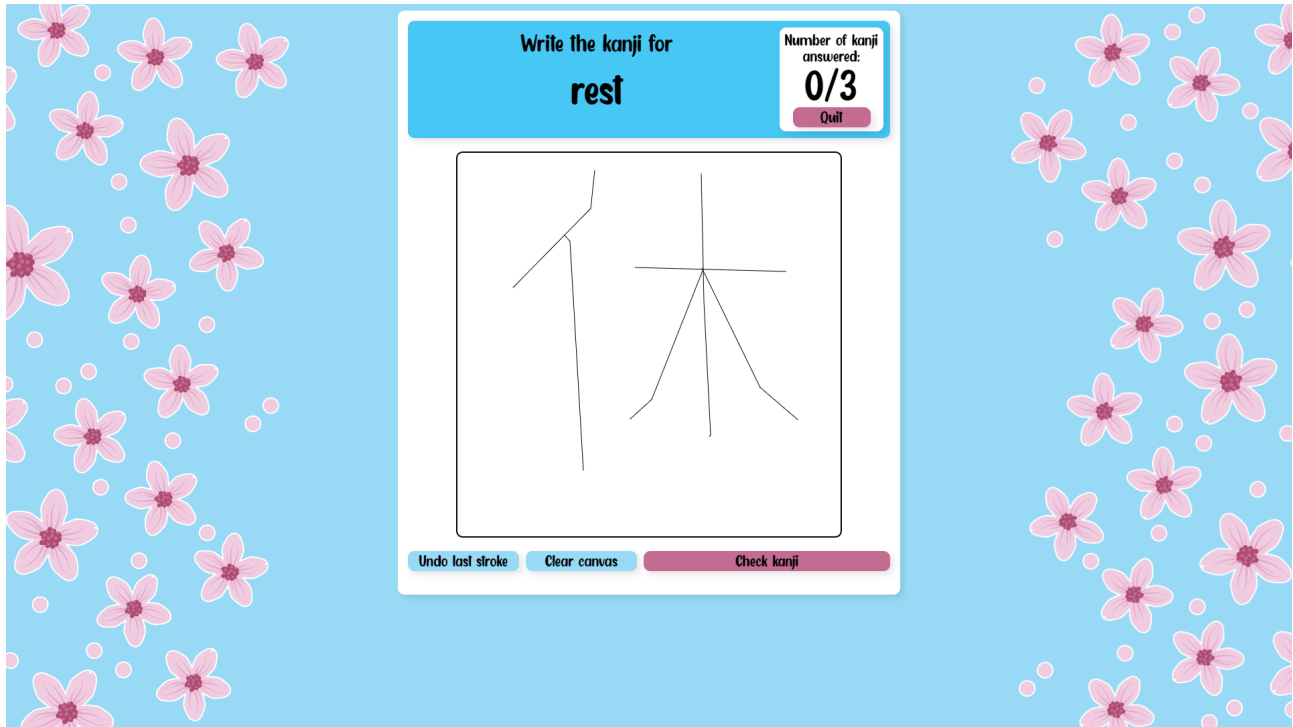 Write the kanji for
rest
Number of kanji
answered:
0/3
Quit
休
Undo last stroke
Clear canvas
Check kanji